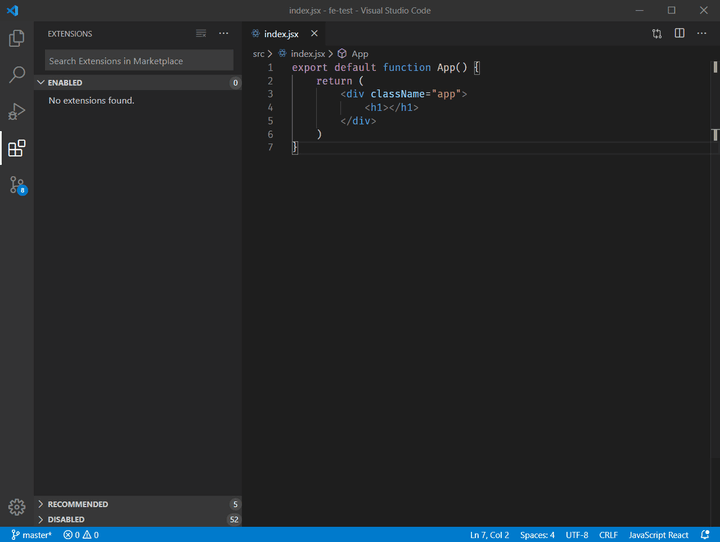 index.jsx - fe-test - Visual Studio Code
EXTENSIONS
Search Extensions in Marketplace
ENABLED 0
No extensions found.
RECOMMENDED 5
DISABLED 52
8
index.jsx
src > index.jsx > App
1 export default function App() {
2     return (
3         <div className="app">
4             <h1></h1>
5         </div>
6     )
7 }
master* 0 0 Ln 7, Col 2 Spaces: 4 UTF-8 CRLF JavaScript React